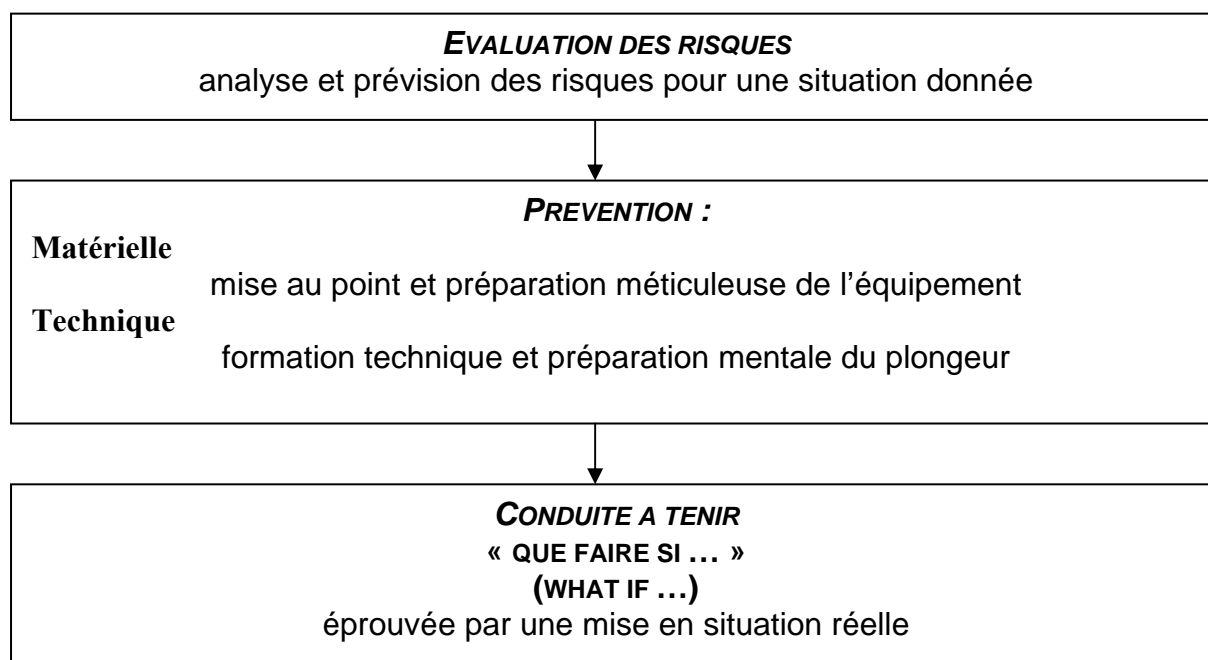 EVALUATION DES RISQUES
analyse et prévision des risques pour une situation donnée
PREVENTION :
Matérielle
mise au point et préparation méticuleuse de l’équipement
Technique
formation technique et préparation mentale du plongeur
CONDUITE A TENIR
« QUE FAIRE SI … »
(WHAT IF …)
éprouvée par une mise en situation réelle